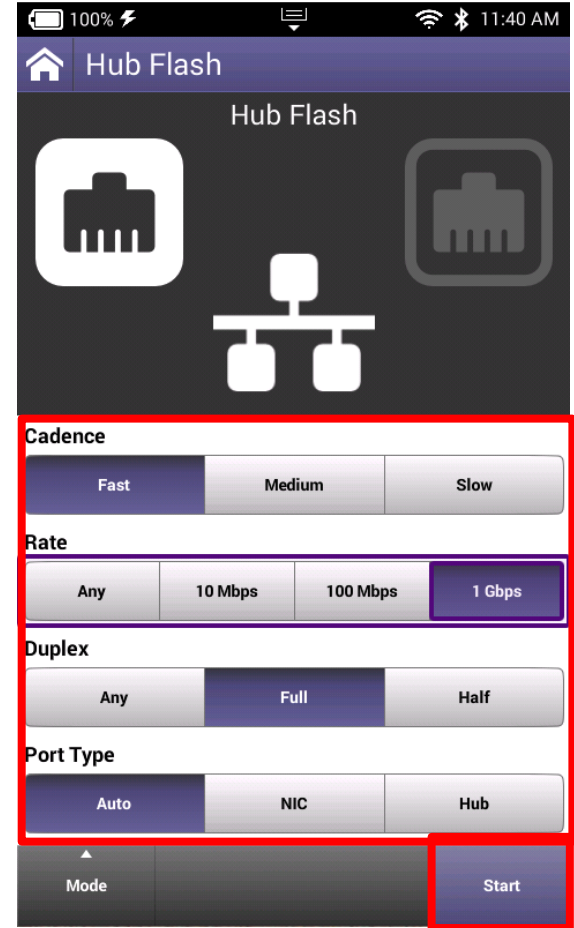 100% 11:40 AM
Hub Flash
Hub Flash
Cadence
Fast Medium Slow
Rate
Any 10 Mbps 100 Mbps 1 Gbps
Duplex
Any Full Half
Port Type
Auto NIC Hub
Mode Start